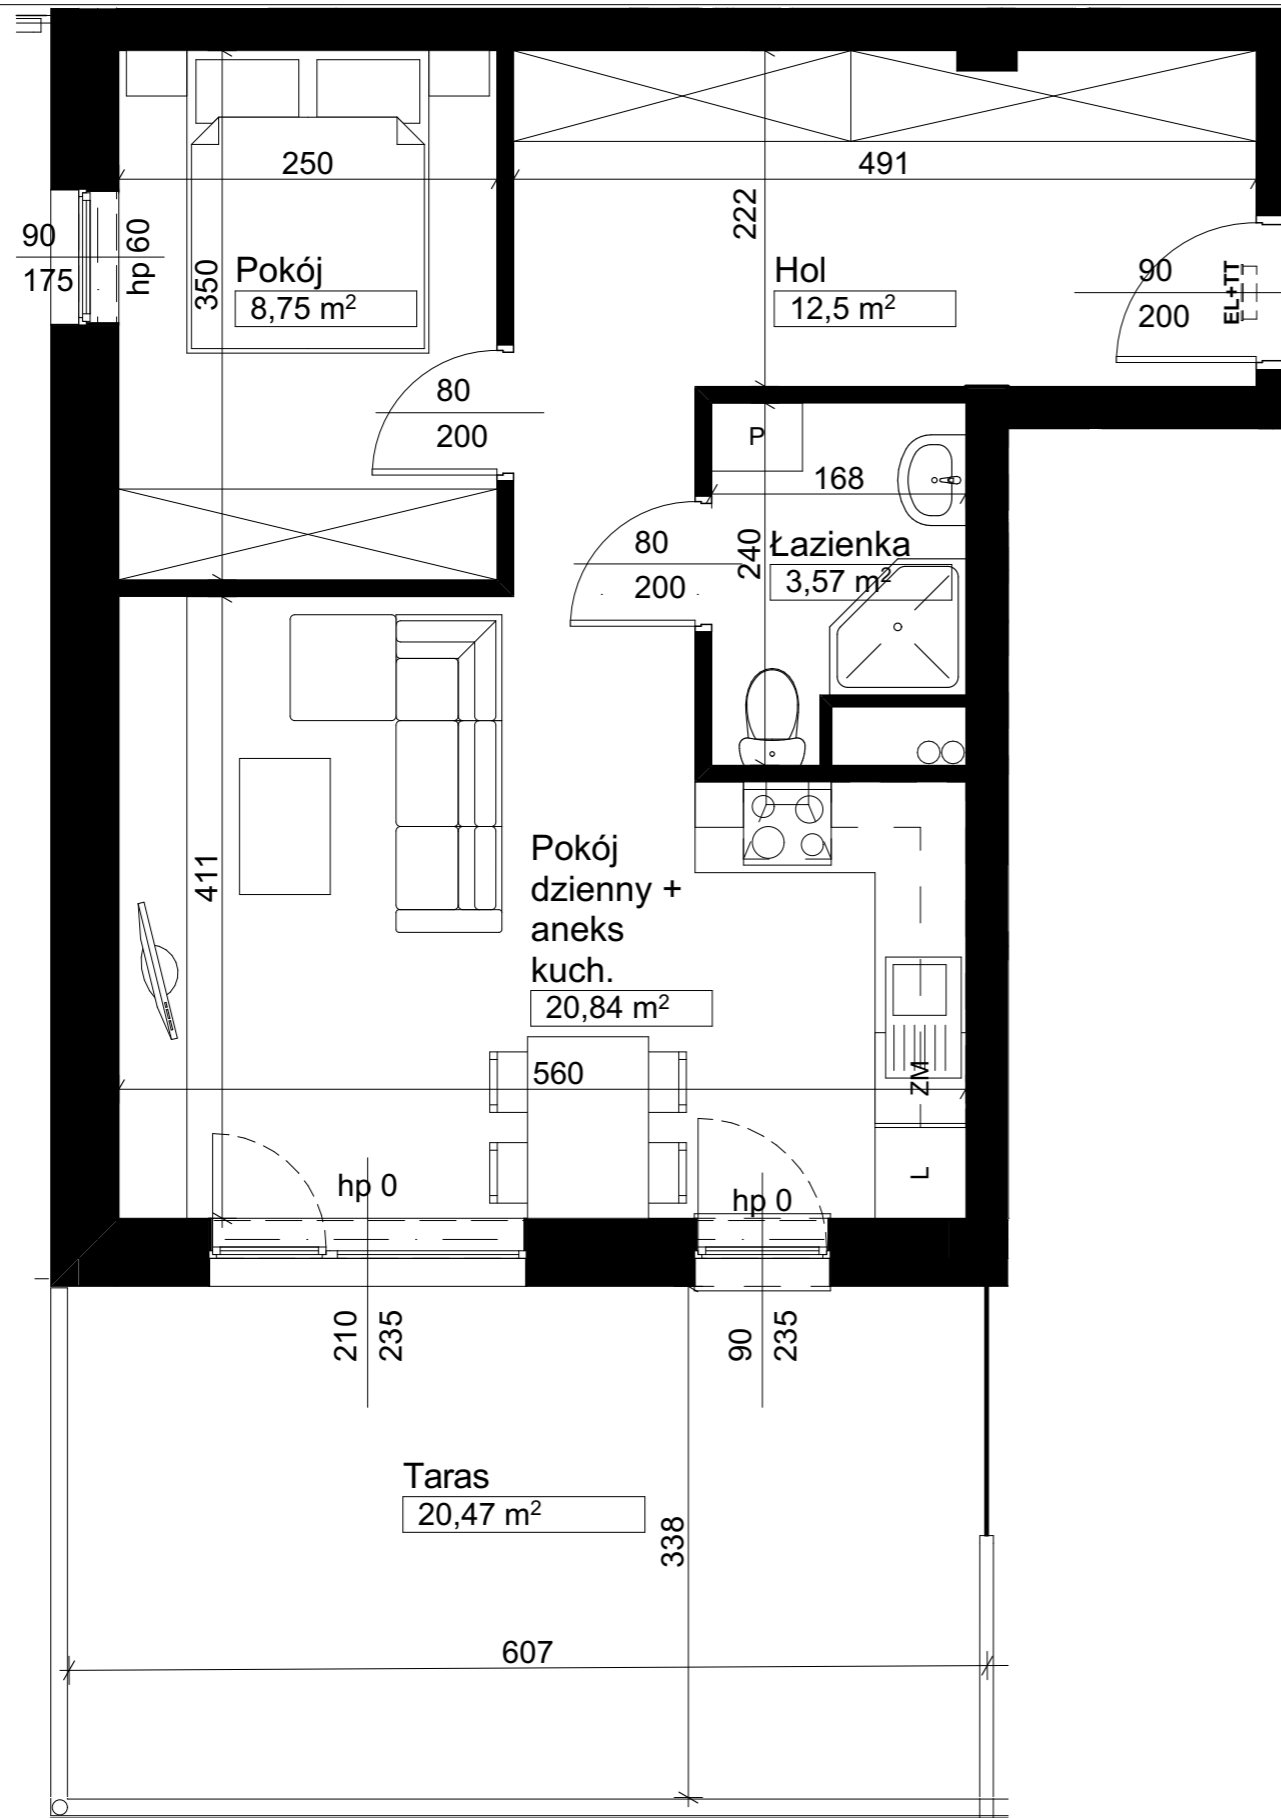 250
491
222
90
175
hp 60
350
Pokój
8,75 m²
Hol
12,5 m²
90
200
EL+TT
80
200
P
168
80
200
240
Łazienka
3,57 m²
411
Pokój
dzienny +
aneks
kuch.
20,84 m²
560
ZM
L
hp 0
hp 0
210
235
90
235
Taras
20,47 m²
338
607